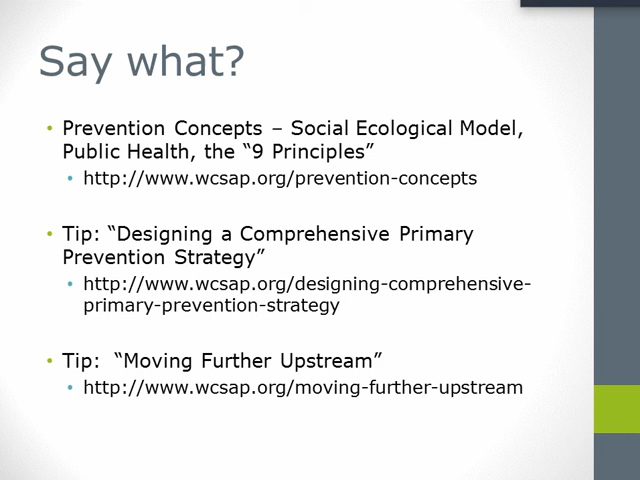 Say what?
• Prevention Concepts – Social Ecological Model,
Public Health, the “9 Principles”
• http://www.wcsap.org/prevention-concepts
• Tip: “Designing a Comprehensive Primary
Prevention Strategy”
• http://www.wcsap.org/designing-comprehensive-
primary-prevention-strategy
• Tip:  “Moving Further Upstream”
• http://www.wcsap.org/moving-further-upstream